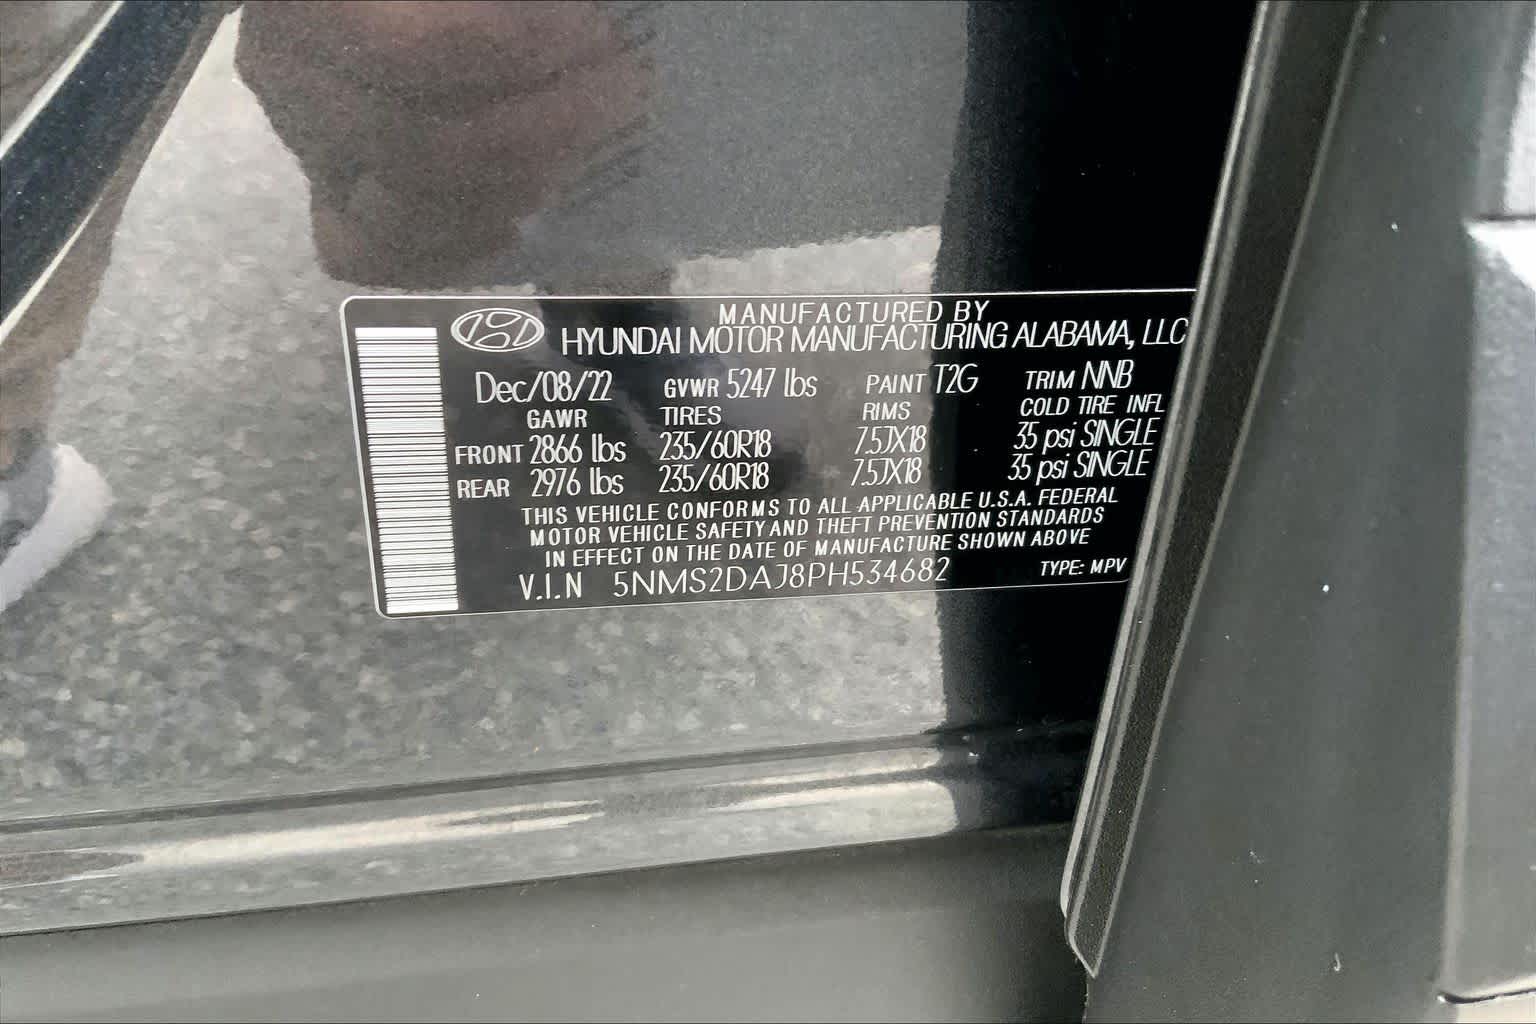 MANUFACTURED BY
HYUNDAI MOTOR MANUFACTURING ALABAMA, LLC
Dec/08/22 GVWR 5247 lbs PAINT T2G TRIM NNB
GAWR TIRES RIMS COLD TIRE INFL
FRONT 2866 lbs 235/60R18 7.5JX18 35 psi SINGLE
REAR 2976 lbs 235/60R18 7.5JX18 35 psi SINGLE
THIS VEHICLE CONFORMS TO ALL APPLICABLE U.S.A. FEDERAL
MOTOR VEHICLE SAFETY AND THEFT PREVENTION STANDARDS
IN EFFECT ON THE DATE OF MANUFACTURE SHOWN ABOVE
V.I.N 5NMS2DAJ8PH534682 TYPE: MPV